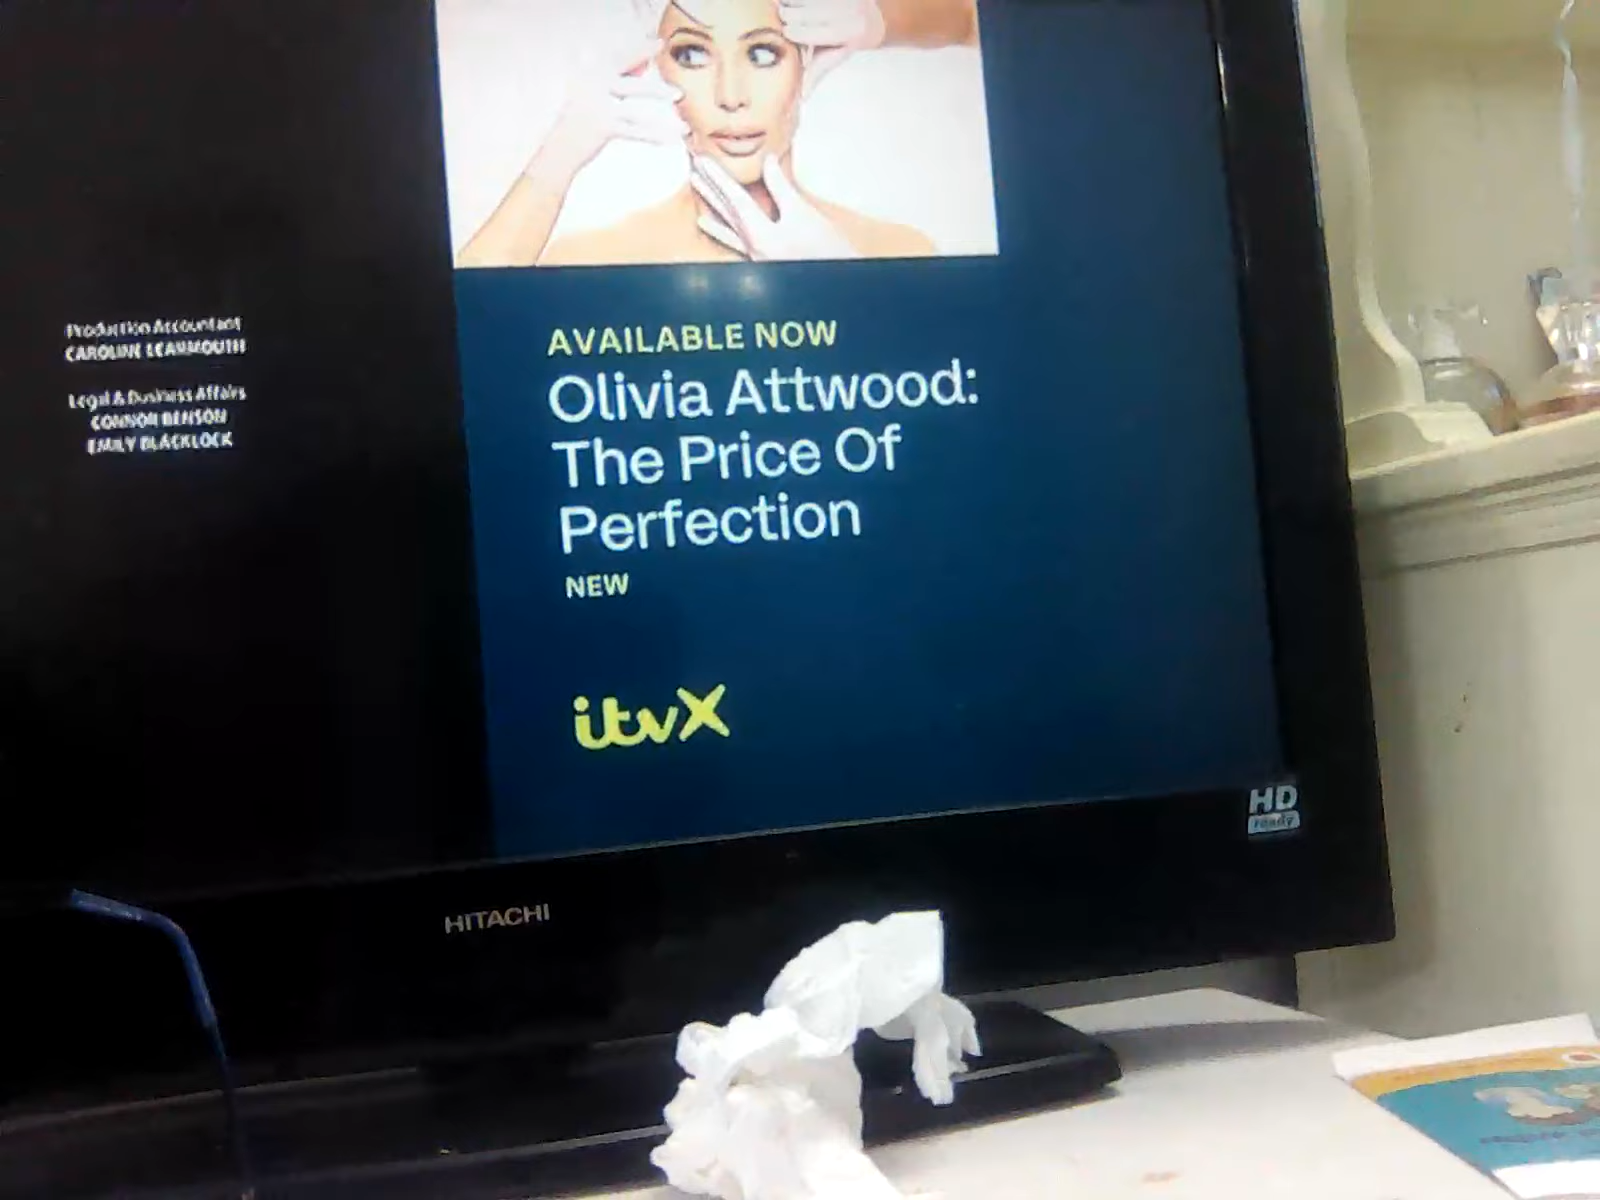 Production Accountant
CAROLINE LEARMOUTH
Legal & Business Affairs
CONNOR BENSON
EMILY BLACKLOCK
AVAILABLE NOW
Olivia Attwood:
The Price Of
Perfection
NEW
itvX
HD
ready
HITACHI